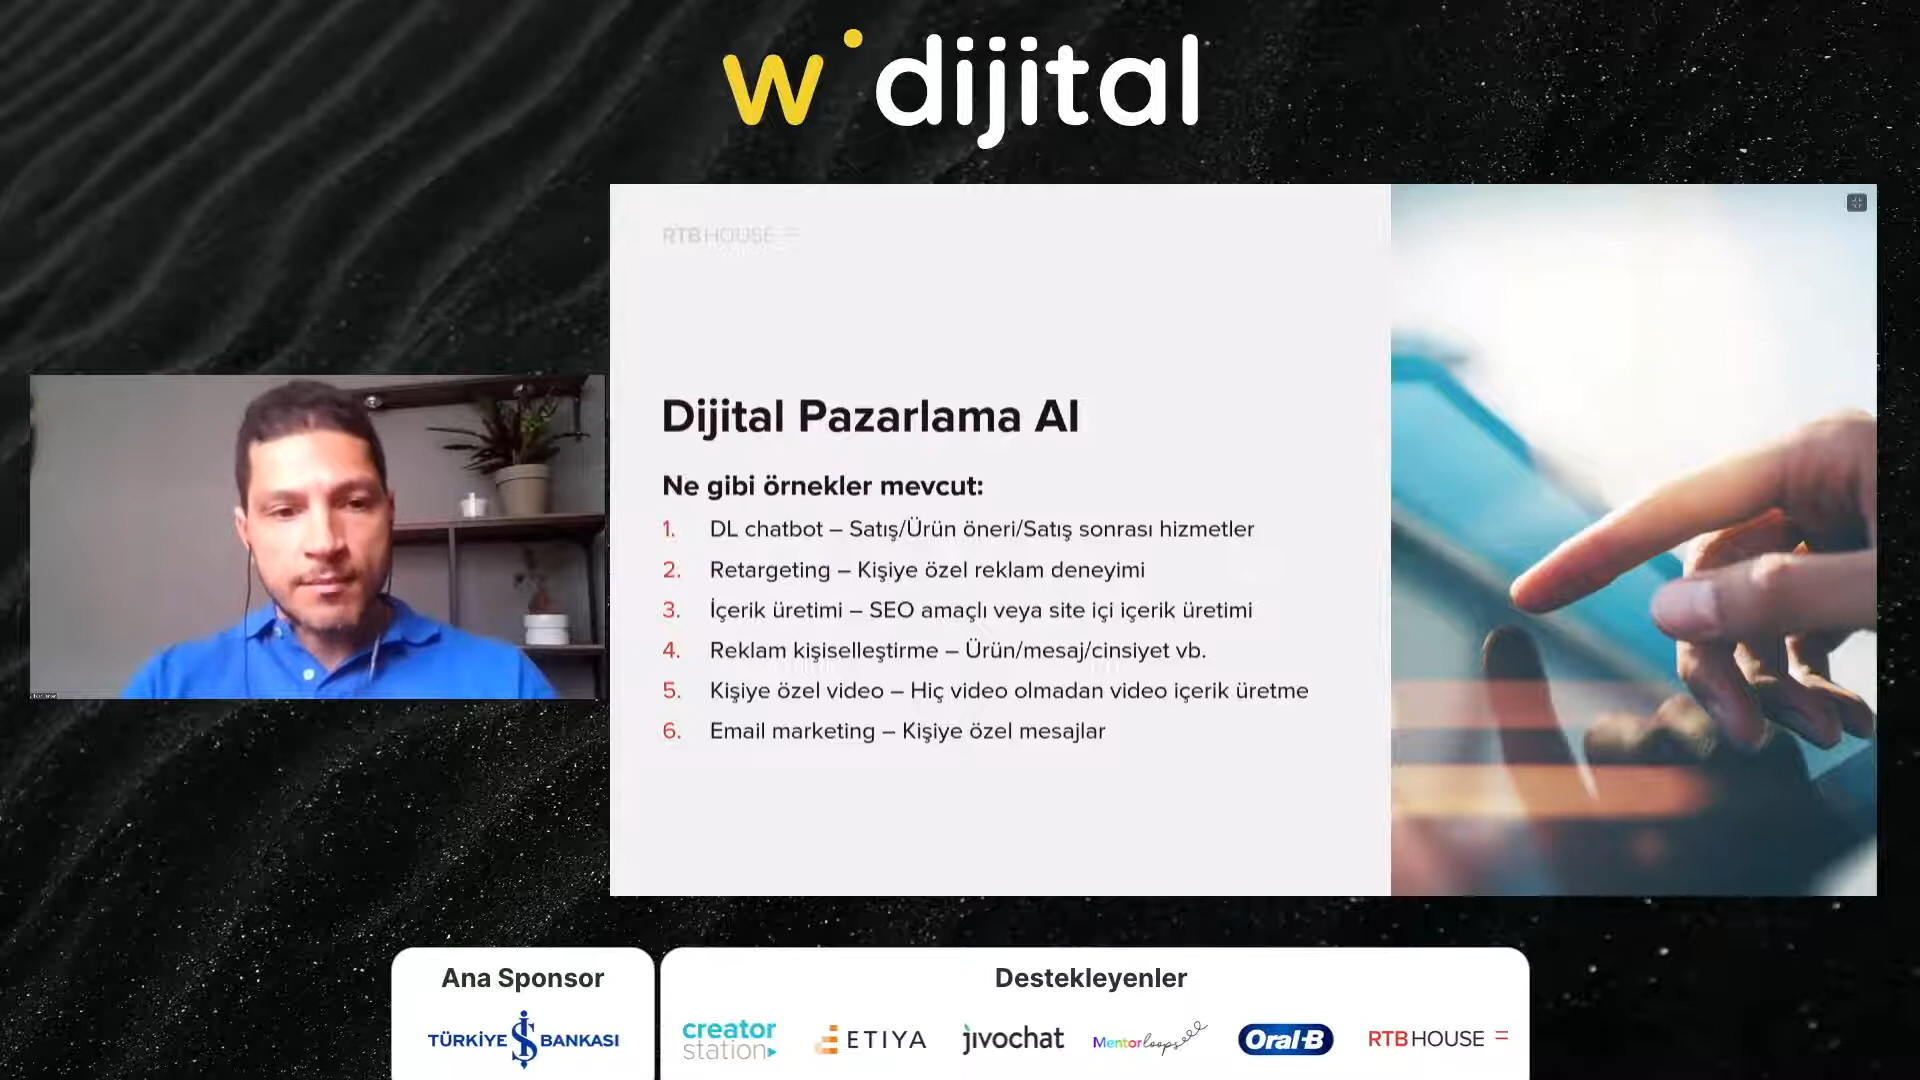 w dijital
RTB HOUSE
Dijital Pazarlama AI
Ne gibi örnekler mevcut:
1. DL chatbot – Satış/Ürün öneri/Satış sonrası hizmetler
2. Retargeting – Kişiye özel reklam deneyimi
3. İçerik üretimi – SEO amaçlı veya site içi içerik üretimi
4. Reklam kişiselleştirme – Ürün/mesaj/cinsiyet vb.
5. Kişiye özel video – Hiç video olmadan video içerik üretme
6. Email marketing – Kişiye özel mesajlar
Ana Sponsor
TÜRKİYE İŞ BANKASI
Destekleyenler
creator
station
ETIYA
jivochat
Mentorloops
Oral-B
RTB HOUSE